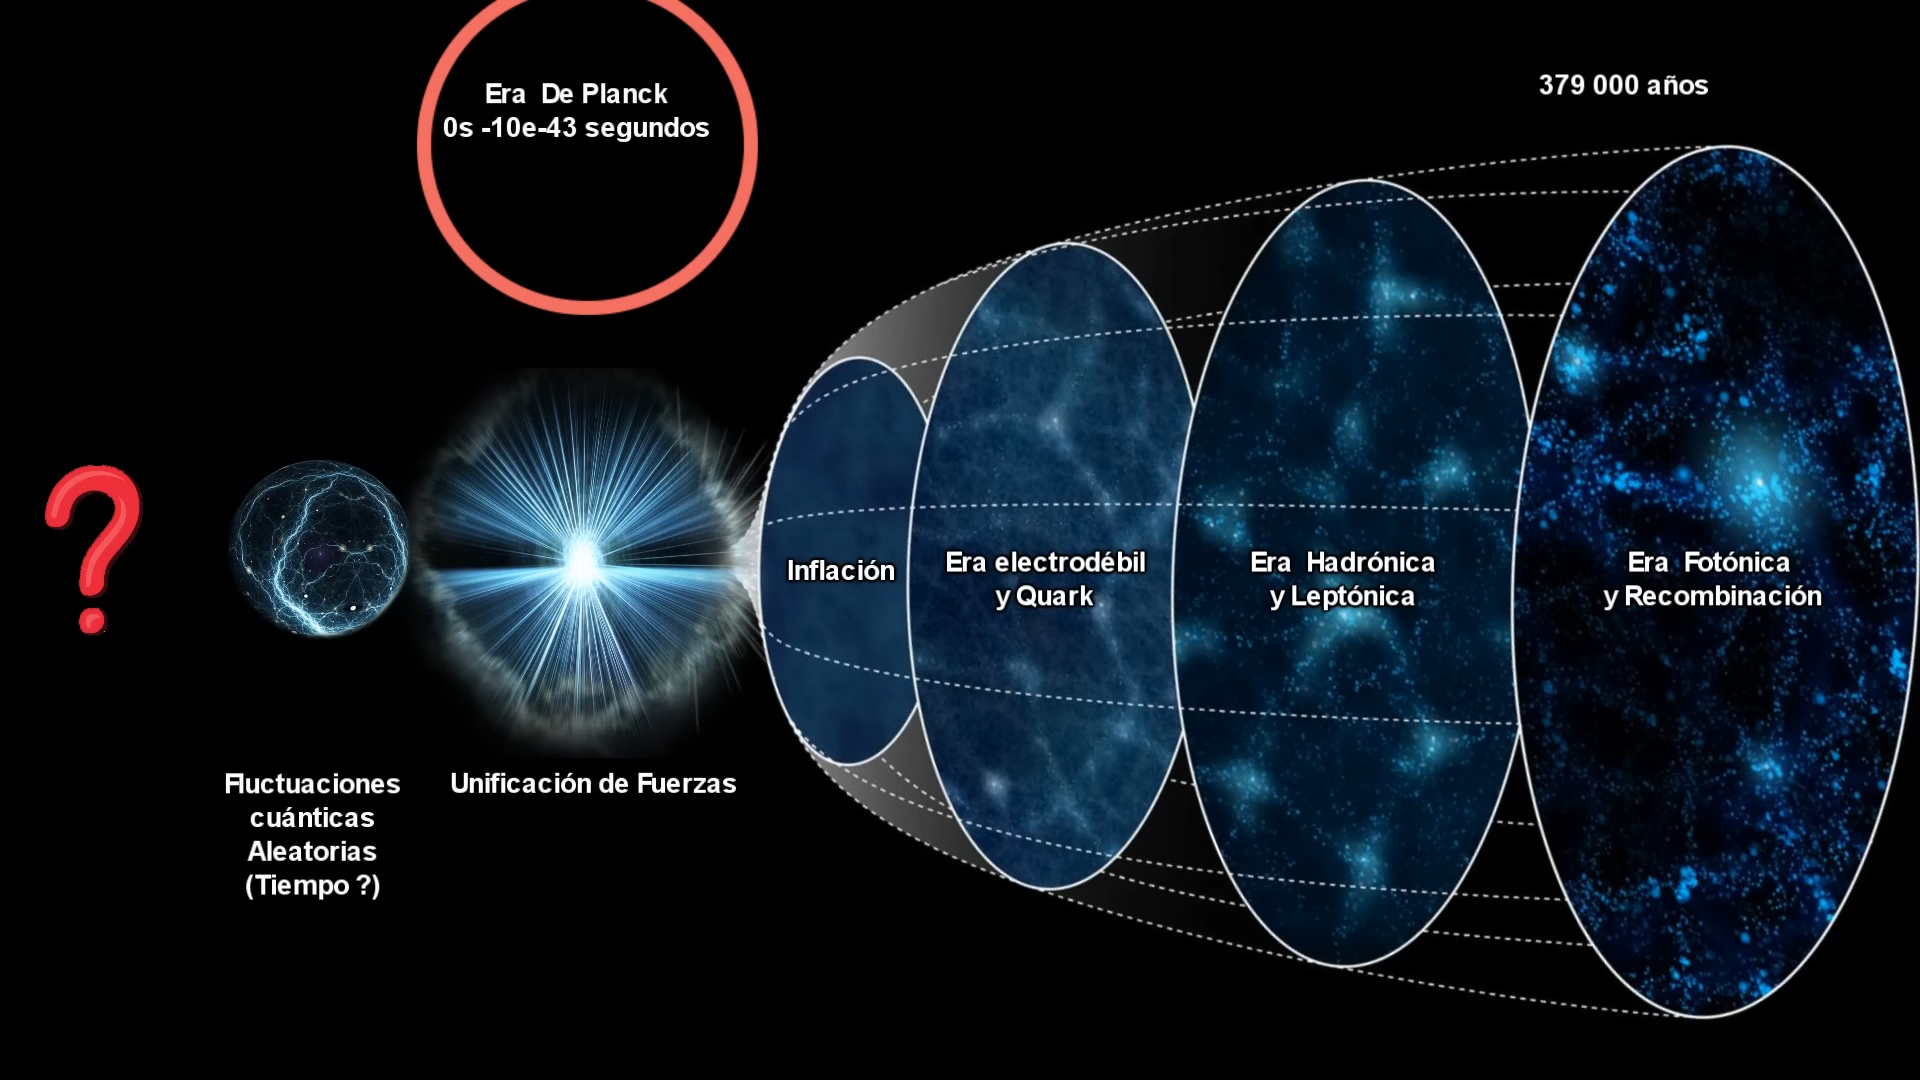 Era De Planck
0s -10e-43 segundos
379 000 años
Inflación
Era electrodébil
y Quark
Era Hadrónica
y Leptónica
Era Fotónica
y Recombinación
?
Fluctuaciones
cuánticas
Aleatorias
(Tiempo ?)
Unificación de Fuerzas